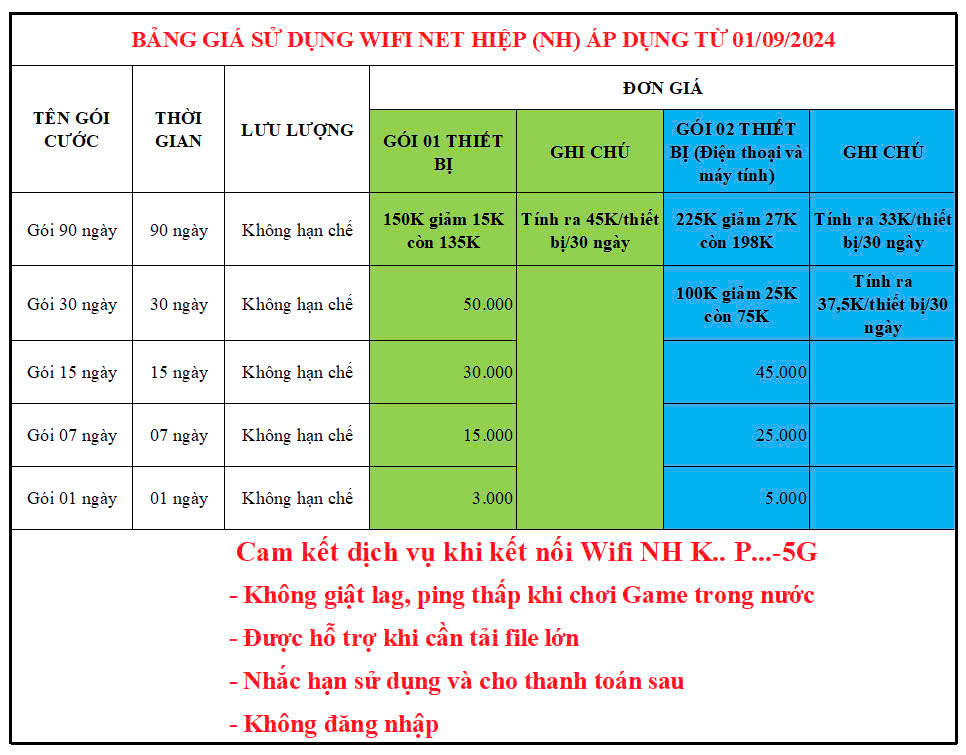 BẢNG GIÁ SỬ DỤNG WIFI NET HIỆP (NH) ÁP DỤNG TỪ 01/09/2024
TÊN GÓI
CƯỚC
THỜI
GIAN
LƯU LƯỢNG
ĐƠN GIÁ
GÓI 01 THIẾT
BỊ
GHI CHÚ
GÓI 02 THIẾT
BỊ (Điện thoại và
máy tính)
GHI CHÚ
Gói 90 ngày
90 ngày
Không hạn chế
150K giảm 15K
còn 135K
Tính ra 45K/thiết
bị/30 ngày
225K giảm 27K
còn 198K
Tính ra 33K/thiết
bị/30 ngày
Gói 30 ngày
30 ngày
Không hạn chế
50.000
100K giảm 25K
còn 75K
Tính ra
37,5K/thiết bị/30
ngày
Gói 15 ngày
15 ngày
Không hạn chế
30.000
45.000
Gói 07 ngày
07 ngày
Không hạn chế
15.000
25.000
Gói 01 ngày
01 ngày
Không hạn chế
3.000
5.000
Cam kết dịch vụ khi kết nối Wifi NH K.. P...-5G
- Không giật lag, ping thấp khi chơi Game trong nước
- Được hỗ trợ khi cần tải file lớn
- Nhắc hạn sử dụng và cho thanh toán sau
- Không đăng nhập